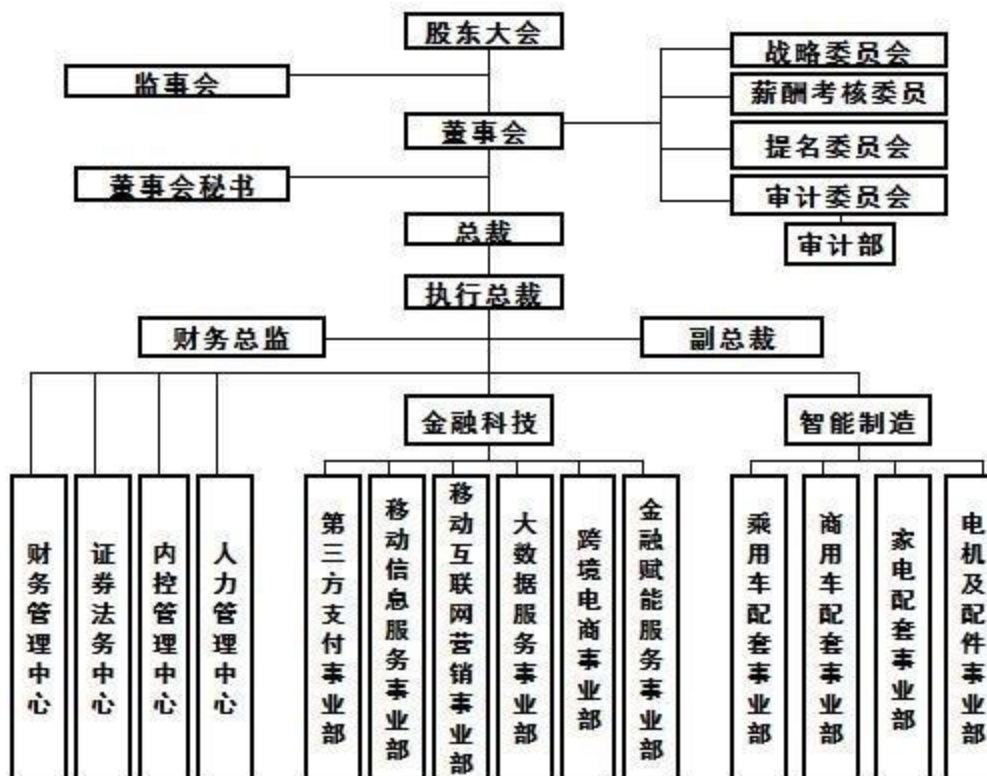 股东大会
战略委员会
监事会
薪酬考核委员
董事会
提名委员会
董事会秘书
审计委员会
总裁
审计部
执行总裁
财务总监
副总裁
金融科技
智能制造
财务管理中心
证券法务中心
内控管理中心
人力管理中心
第三方支付事业部
移动信息服务事业部
移动互联网营销事业部
大数据服务事业部
跨境电商事业部
金融赋能服务事业部
乘用车配套事业部
商用车配套事业部
家电配套事业部
电机及配件事业部